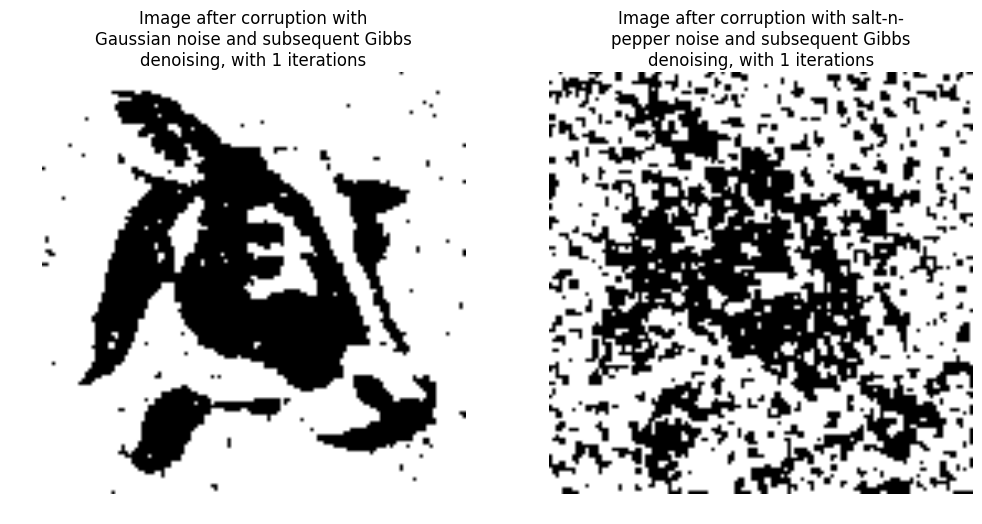 Image after corruption with
Gaussian noise and subsequent Gibbs
denoising, with 1 iterations
Image after corruption with salt-n-
pepper noise and subsequent Gibbs
denoising, with 1 iterations